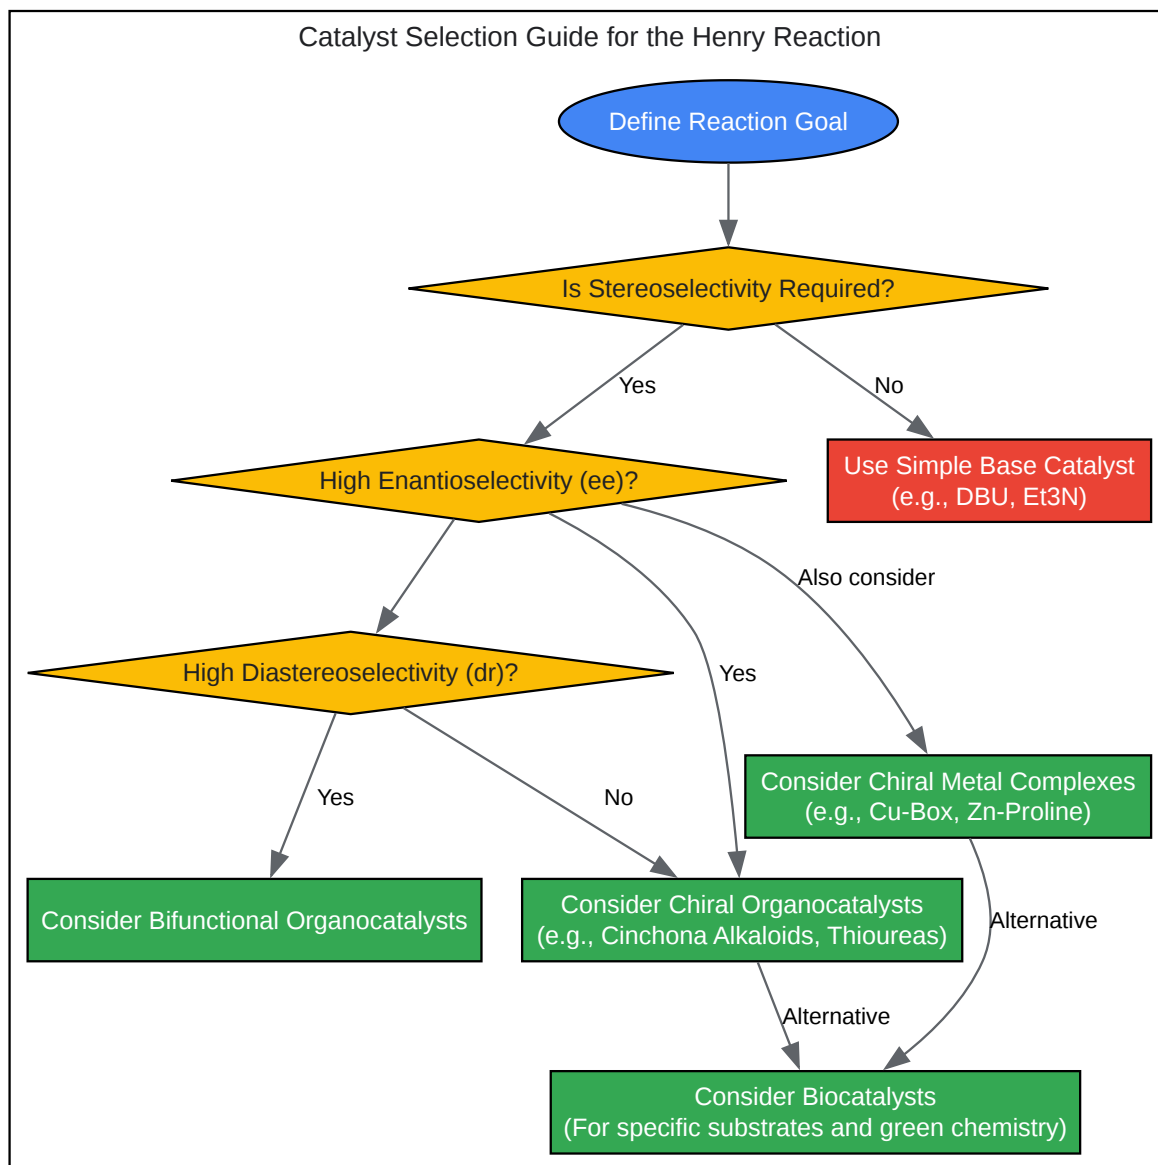 Catalyst Selection Guide for the Henry Reaction
Define Reaction Goal
Is Stereoselectivity Required?
Yes
No
High Enantioselectivity (ee)?
Use Simple Base Catalyst
(e.g., DBU, Et3N)
Also consider
High Diastereoselectivity (dr)?
Yes
Yes
No
Consider Chiral Metal Complexes
(e.g., Cu-Box, Zn-Proline)
Consider Bifunctional Organocatalysts
Consider Chiral Organocatalysts
(e.g., Cinchona Alkaloids, Thioureas)
Alternative
Alternative
Consider Biocatalysts
(For specific substrates and green chemistry)